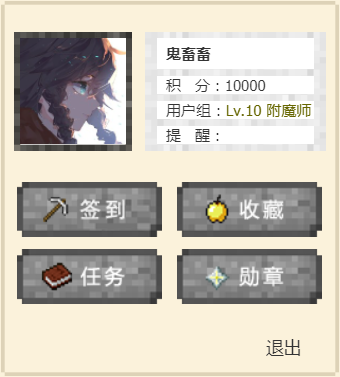 鬼畜畜
积 分：10000
用户组：Lv.10 附魔师
提 醒：
签到
收藏
任务
勋章
退出